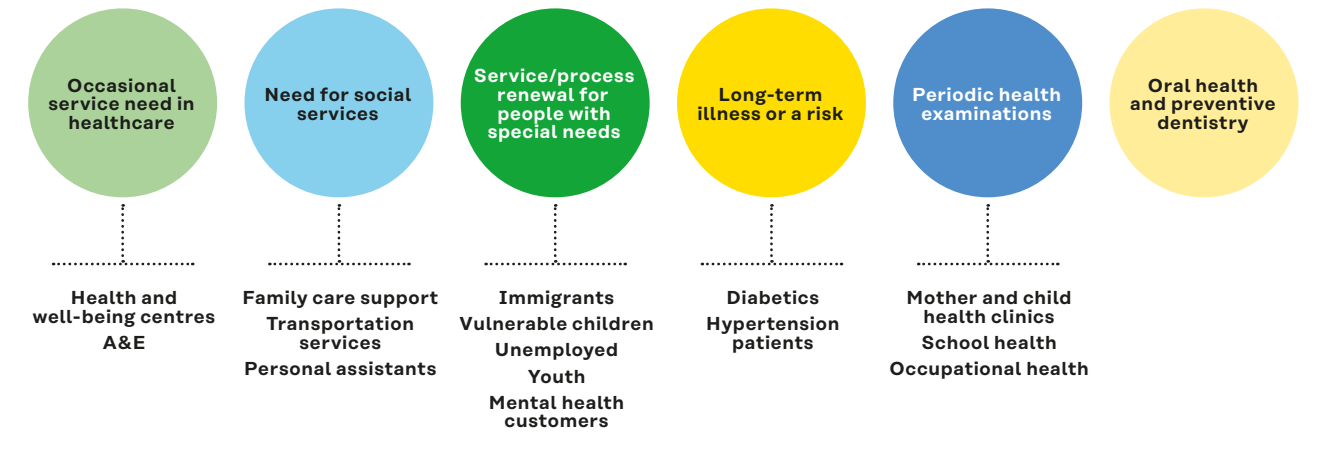 Occasional
service need in
healthcare
Need for social
services
Service/process
renewal for
people with
special needs
Long-term
illness or a risk
Periodic health
examinations
Oral health
and preventive
dentistry
Health and
well-being centres
A&E
Family care support
Transportation
services
Personal assistants
Immigrants
Vulnerable children
Unemployed
Youth
Mental health
customers
Diabetics
Hypertension
patients
Mother and child
health clinics
School health
Occupational health